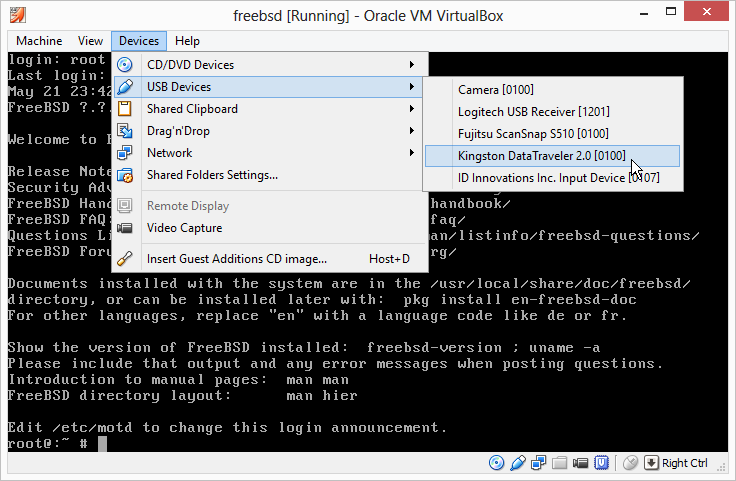 freebsd [Running] - Oracle VM VirtualBox
Machine View Devices Help
CD/DVD Devices
USB Devices
Shared Clipboard
Drag'n'Drop
Network
Shared Folders Settings...
Remote Display
Video Capture
Insert Guest Additions CD image... Host+D
Camera [0100]
Logitech USB Receiver [1201]
Fujitsu ScanSnap S510 [0100]
Kingston DataTraveler 2.0 [0100]
ID Innovations Inc. Input Device [0107]
login: root
Last login:
May 21 23:42
FreeBSD ?.?.
Welcome to
Release Note
Security Adv
FreeBSD Hand handbook/
FreeBSD FAQ: faq/
Questions Li an/listinfo/freebsd-questions/
FreeBSD Foru rg/
Documents installed with the system are in the /usr/local/share/doc/freebsd/
directory, or can be installed later with: pkg install en-freebsd-doc
For other languages, replace "en" with a language code like de or fr.
Show the version of FreeBSD installed: freebsd-version ; uname -a
Please include that output and any error messages when posting questions.
Introduction to manual pages: man man
FreeBSD directory layout: man hier
Edit /etc/motd to change this login announcement.
root@:~ #
Right Ctrl